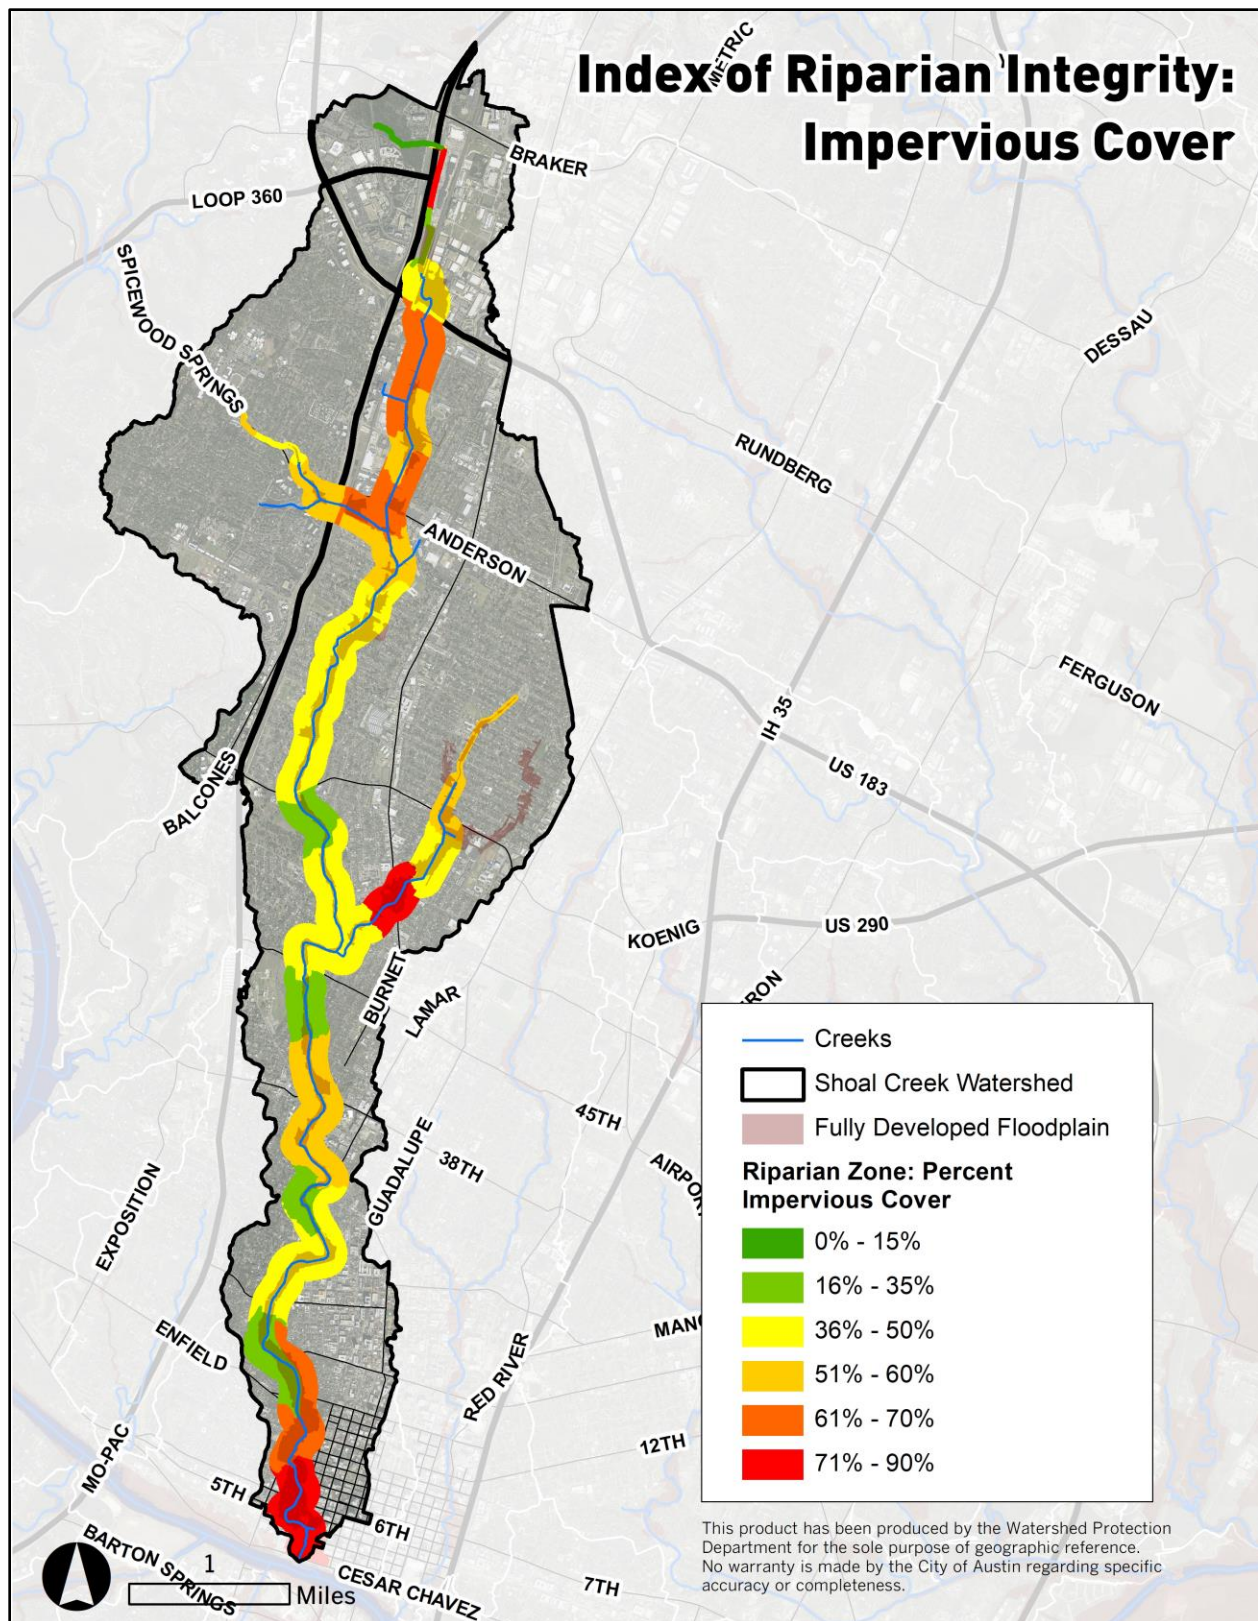 Index of Riparian Integrity:
Impervious Cover
METRIC
BRAKER
LOOP 360
SPICEWOOD SPRINGS
DESSAU
RUNDBERG
ANDERSON
FERGUSON
IH 35
US 183
BALCONES
KOENIG
US 290
BURNET
LAMAR
45TH
38TH
GUADALUPE
EXPOSITION
ENFIELD
RED RIVER
12TH
MO-PAC
5TH
6TH
BARTON SPRINGS
CESAR CHAVEZ
7TH
1
Miles
Creeks
Shoal Creek Watershed
Fully Developed Floodplain
Riparian Zone: Percent
Impervious Cover
0% - 15%
16% - 35%
36% - 50%
51% - 60%
61% - 70%
71% - 90%
This product has been produced by the Watershed Protection
Department for the sole purpose of geographic reference.
No warranty is made by the City of Austin regarding specific
accuracy or completeness.